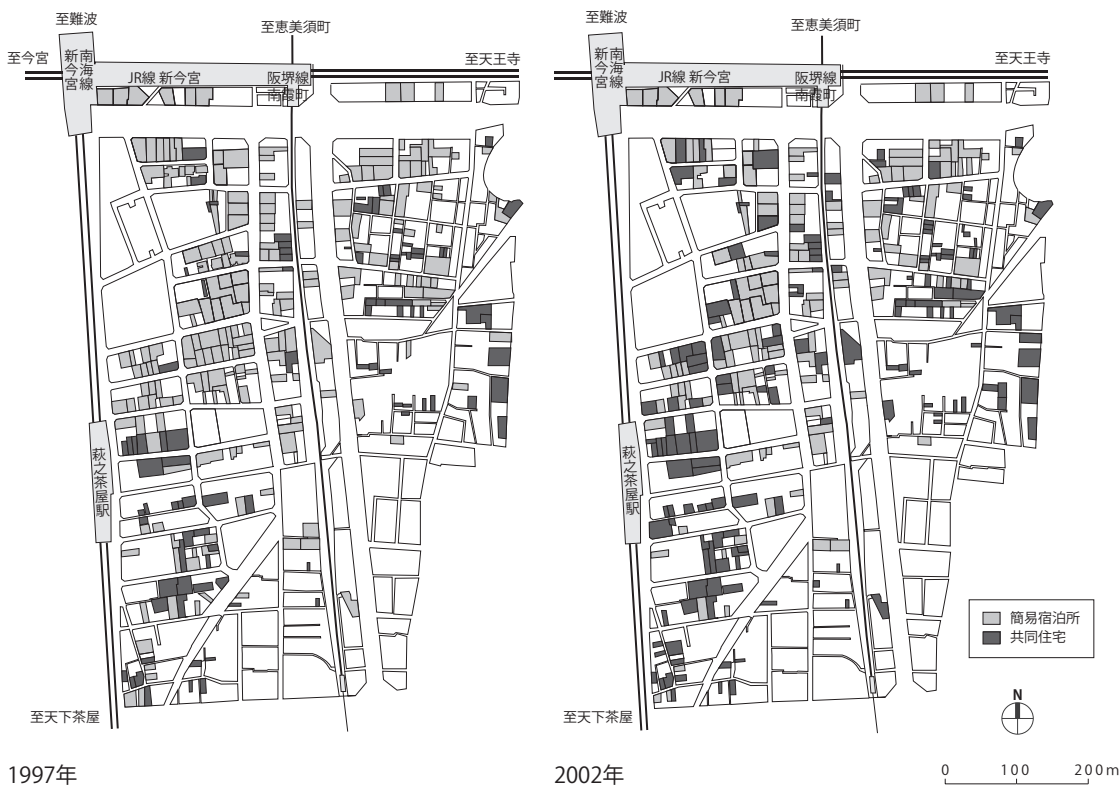 至難波
至恵美須町
至今宮
南海線
新今宮
JR線 新今宮
阪堺線
南霞町
至天王寺
萩之茶屋駅
至天下茶屋
1997年
至難波
至恵美須町
南海線
新今宮
JR線 新今宮
阪堺線
南霞町
至天王寺
萩之茶屋駅
簡易宿泊所
共同住宅
至天下茶屋
N
2002年
0 100 200m